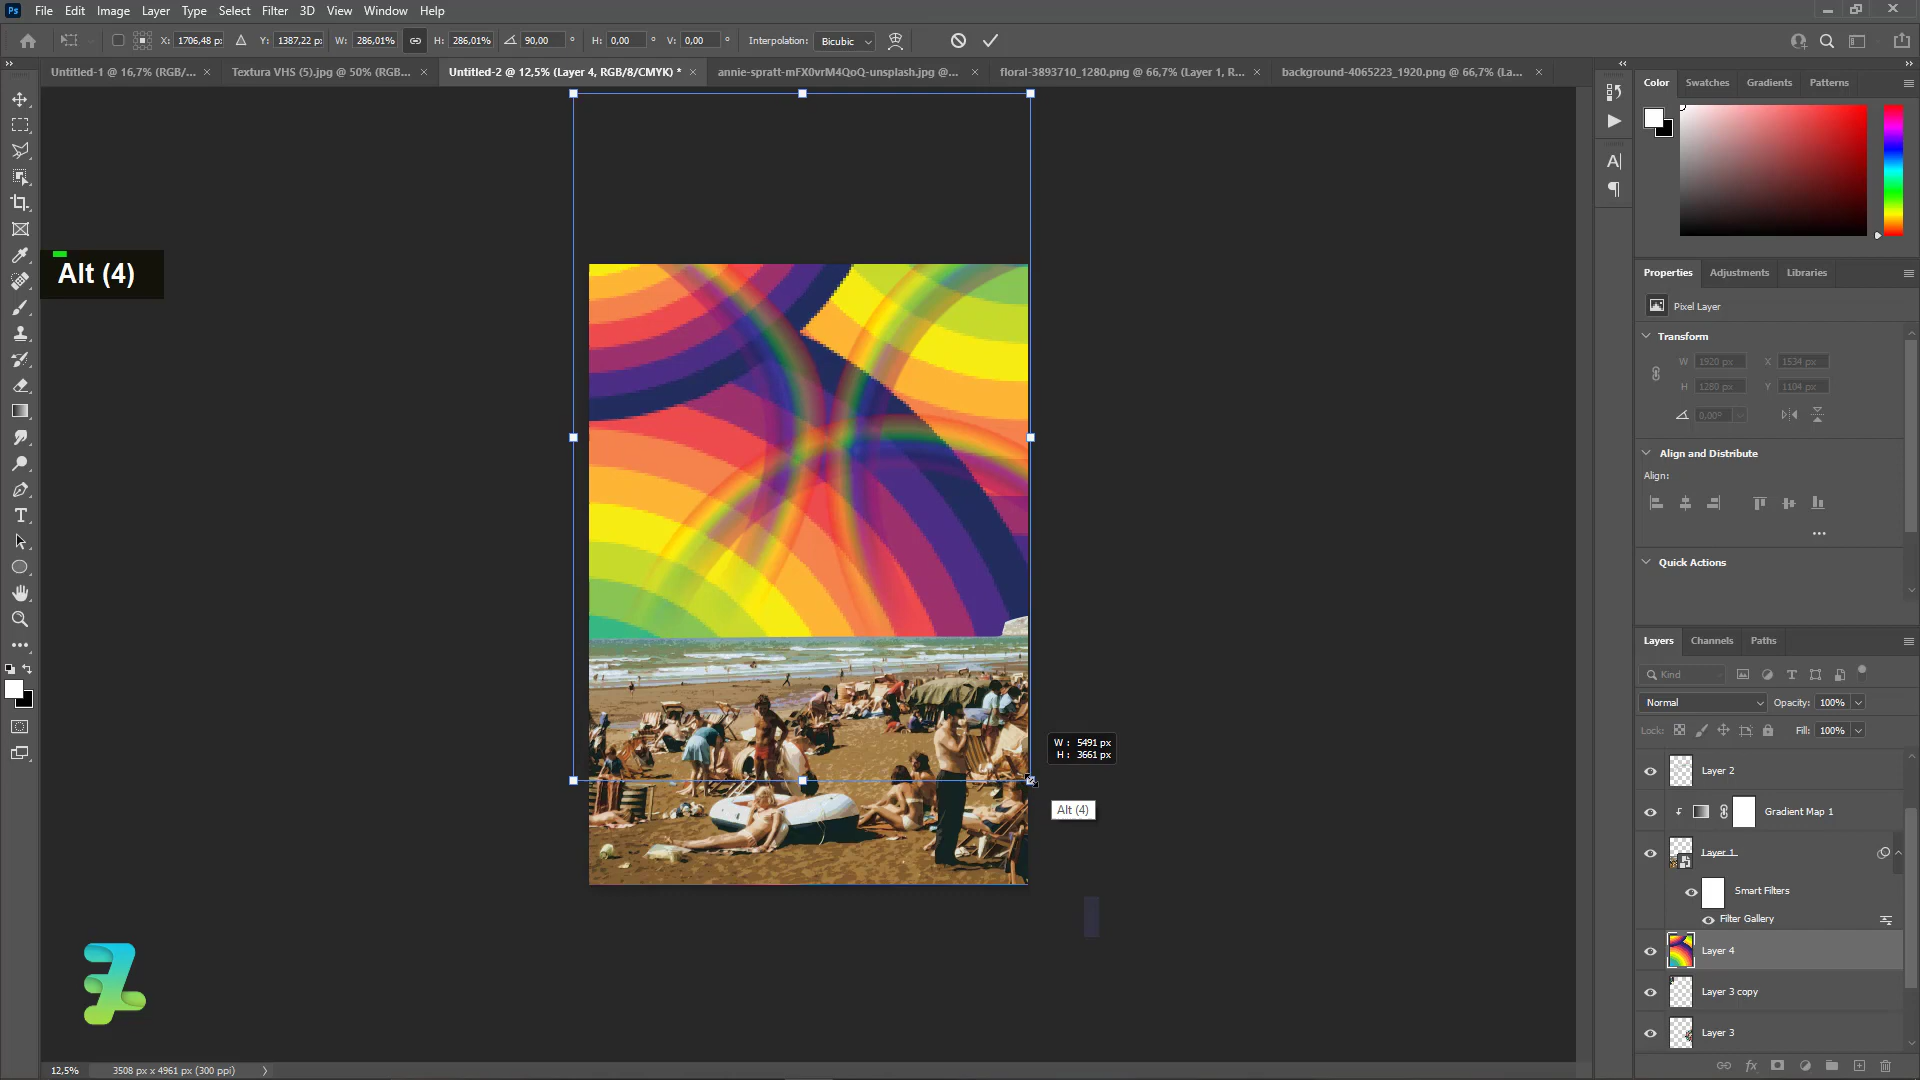 File Edit Image Layer Type Select Filter 3D View Window Help
X: 1706,48 px Y: 1387,22 px W: 286,01% H: 286,01% 90,00 ° H: 0,00 ° V: 0,00 ° Interpolation: Bicubic
Untitled-1 @ 16,7% (RGB/... × Textura VHS (5).jpg @ 50% (RGB... × Untitled-2 @ 12,5% (Layer 4, RGB/8/CMYK) * × annie-spratt-mFX0vrM4QoQ-unsplash.jpg @... × floral-3893710_1280.png @ 66,7% (Layer 1, R... × background-4065223_1920.png @ 66,7% (La... ×
Color Swatches Gradients Patterns
Alt (4)
Properties Adjustments Libraries
Pixel Layer
Transform
W 1920 px X 1534 px
H 1280 px Y 1104 px
0,00°
Align and Distribute
Align:
Quick Actions
Layers Channels Paths
Kind
Normal Opacity: 100%
Lock: Fill: 100%
W : 5491 px
H : 3661 px
Alt (4)
Layer 2
Gradient Map 1
Layer 1
Smart Filters
Filter Gallery
Layer 4
Layer 3 copy
Layer 3
12,5% 3508 px x 4961 px (300 ppi)